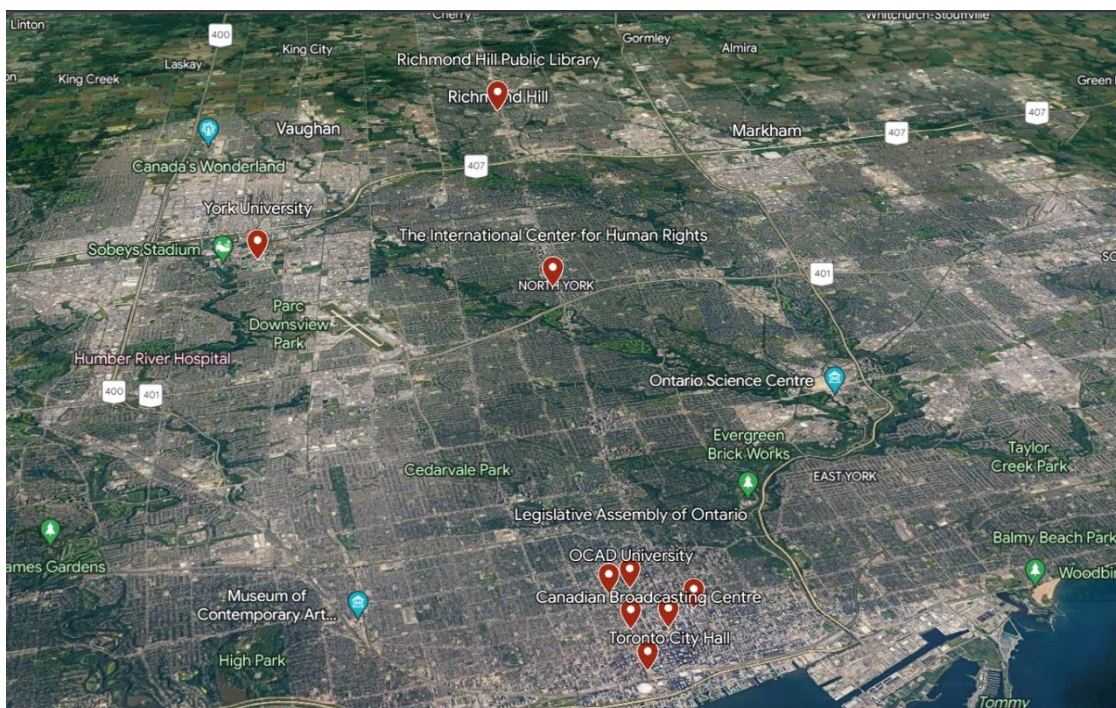 Linton
Cherry
Whitchurch-Stouffville
400
King City
Gormley
Almira
Laskay
on
King Creek
Richmond Hill Public Library
Green
Richmond Hill
407
Vaughan
Markham
407
Canada's Wonderland
407
York University
Sobeys Stadium
The International Center for Human Rights
SC
401
NORTH YORK
Parc
Downsview
Park
Humber River Hospital
400
401
Ontario Science Centre
Evergreen
Brick Works
Taylor
Creek Park
Cedarvale Park
EAST YORK
Legislative Assembly of Ontario
Balmy Beach Park
ames Gardens
OCAD University
Woodbin
Museum of
Contemporary Art...
Canadian Broadcasting Centre
Toronto City Hall
High Park
Tommy